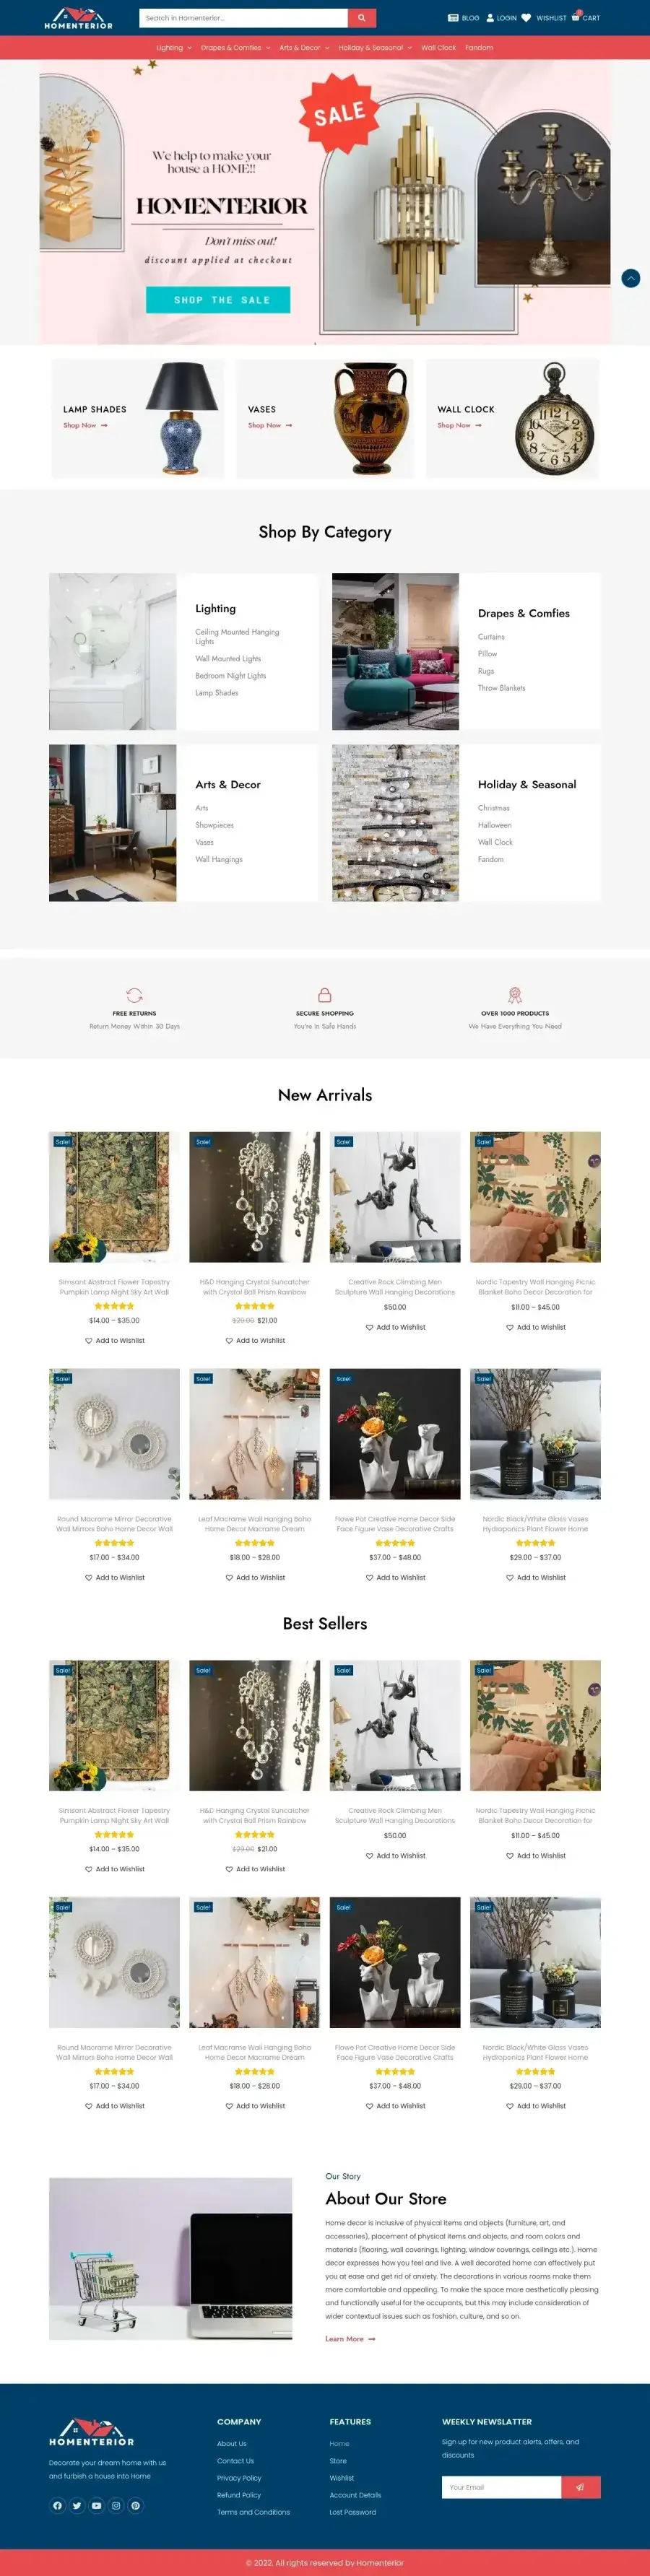 HOMENTERIOR
Search in Homenterior...
BLOG LOGIN WISHLIST 0 CART
Lighting Drapes & Comfies Arts & Decor Holiday & Seasonal Wall Clock Fandom
SALE
We help to make your
house a HOME!!
HOMENTERIOR
Don't miss out!
discount applied at checkout
SHOP THE SALE
LAMP SHADES
Shop Now
VASES
Shop Now
WALL CLOCK
Shop Now
Shop By Category
Lighting
Ceiling Mounted Hanging
Lights
Wall Mounted Lights
Bedroom Night Lights
Lamp Shades
Drapes & Comfies
Curtains
Pillow
Rugs
Throw Blankets
Arts & Decor
Arts
Showpieces
Vases
Wall Hangings
Holiday & Seasonal
Christmas
Halloween
Wall Clock
Fandom
FREE RETURNS
Return Money Within 30 Days
SECURE SHOPPING
You're In Safe Hands
OVER 1000 PRODUCTS
We Have Everything You Need
New Arrivals
Sale!
Simsant Abstract Flower Tapestry
Pumpkin Lamp Night Sky Art Wall
$14.00 – $35.00
Add to Wishlist
Sale!
H&D Hanging Crystal Suncatcher
with Crystal Ball Prism Rainbow
$29.00 $21.00
Add to Wishlist
Sale!
Creative Rock Climbing Men
Sculpture Wall Hanging Decorations
$50.00
Add to Wishlist
Sale!
Nordic Tapestry Wall Hanging Picnic
Blanket Boho Decor Decoration for
$11.00 – $45.00
Add to Wishlist
Sale!
Round Macrame Mirror Decorative
Wall Mirrors Boho Home Decor Wall
$17.00 – $34.00
Add to Wishlist
Sale!
Leaf Macrame Wall Hanging Boho
Home Decor Macrame Dream
$18.00 – $28.00
Add to Wishlist
Sale!
Flowe Pot Creative Home Decor Side
Face Figure Vase Decorative Crafts
$37.00 – $48.00
Add to Wishlist
Sale!
Nordic Black/White Glass Vases
Hydroponics Plant Flower Home
$29.00 – $37.00
Add to Wishlist
Best Sellers
Sale!
Simsant Abstract Flower Tapestry
Pumpkin Lamp Night Sky Art Wall
$14.00 – $35.00
Add to Wishlist
Sale!
H&D Hanging Crystal Suncatcher
with Crystal Ball Prism Rainbow
$29.00 $21.00
Add to Wishlist
Sale!
Creative Rock Climbing Men
Sculpture Wall Hanging Decorations
$50.00
Add to Wishlist
Sale!
Nordic Tapestry Wall Hanging Picnic
Blanket Boho Decor Decoration for
$11.00 – $45.00
Add to Wishlist
Sale!
Round Macrame Mirror Decorative
Wall Mirrors Boho Home Decor Wall
$17.00 – $34.00
Add to Wishlist
Sale!
Leaf Macrame Wall Hanging Boho
Home Decor Macrame Dream
$18.00 – $28.00
Add to Wishlist
Sale!
Flowe Pot Creative Home Decor Side
Face Figure Vase Decorative Crafts
$37.00 – $48.00
Add to Wishlist
Sale!
Nordic Black/White Glass Vases
Hydroponics Plant Flower Home
$29.00 – $37.00
Add to Wishlist
Our Story
About Our Store
Home decor is inclusive of physical items and objects (furniture, art, and
accessories), placement of physical items and objects, and room colors and
materials (flooring, wall coverings, lighting, window coverings, ceilings etc.). Home
decor expresses how you feel and live. A well decorated home can effectively put
you at ease and get rid of anxiety. The decorations in various rooms make them
more comfortable and appealing. To make the space more aesthetically pleasing
and functionally useful for the occupants, but this may include consideration of
wider contextual issues such as fashion, culture, and so on.
Learn More
HOMENTERIOR
Decorate your dream home with us
and furbish a house into Home
COMPANY
About Us
Contact Us
Privacy Policy
Refund Policy
Terms and Conditions
FEATURES
Home
Store
Wishlist
Account Details
Lost Password
WEEKLY NEWSLETTER
Sign up for new product alerts, offers, and
discounts
Your Email
© 2022. All rights reserved by Homenterior